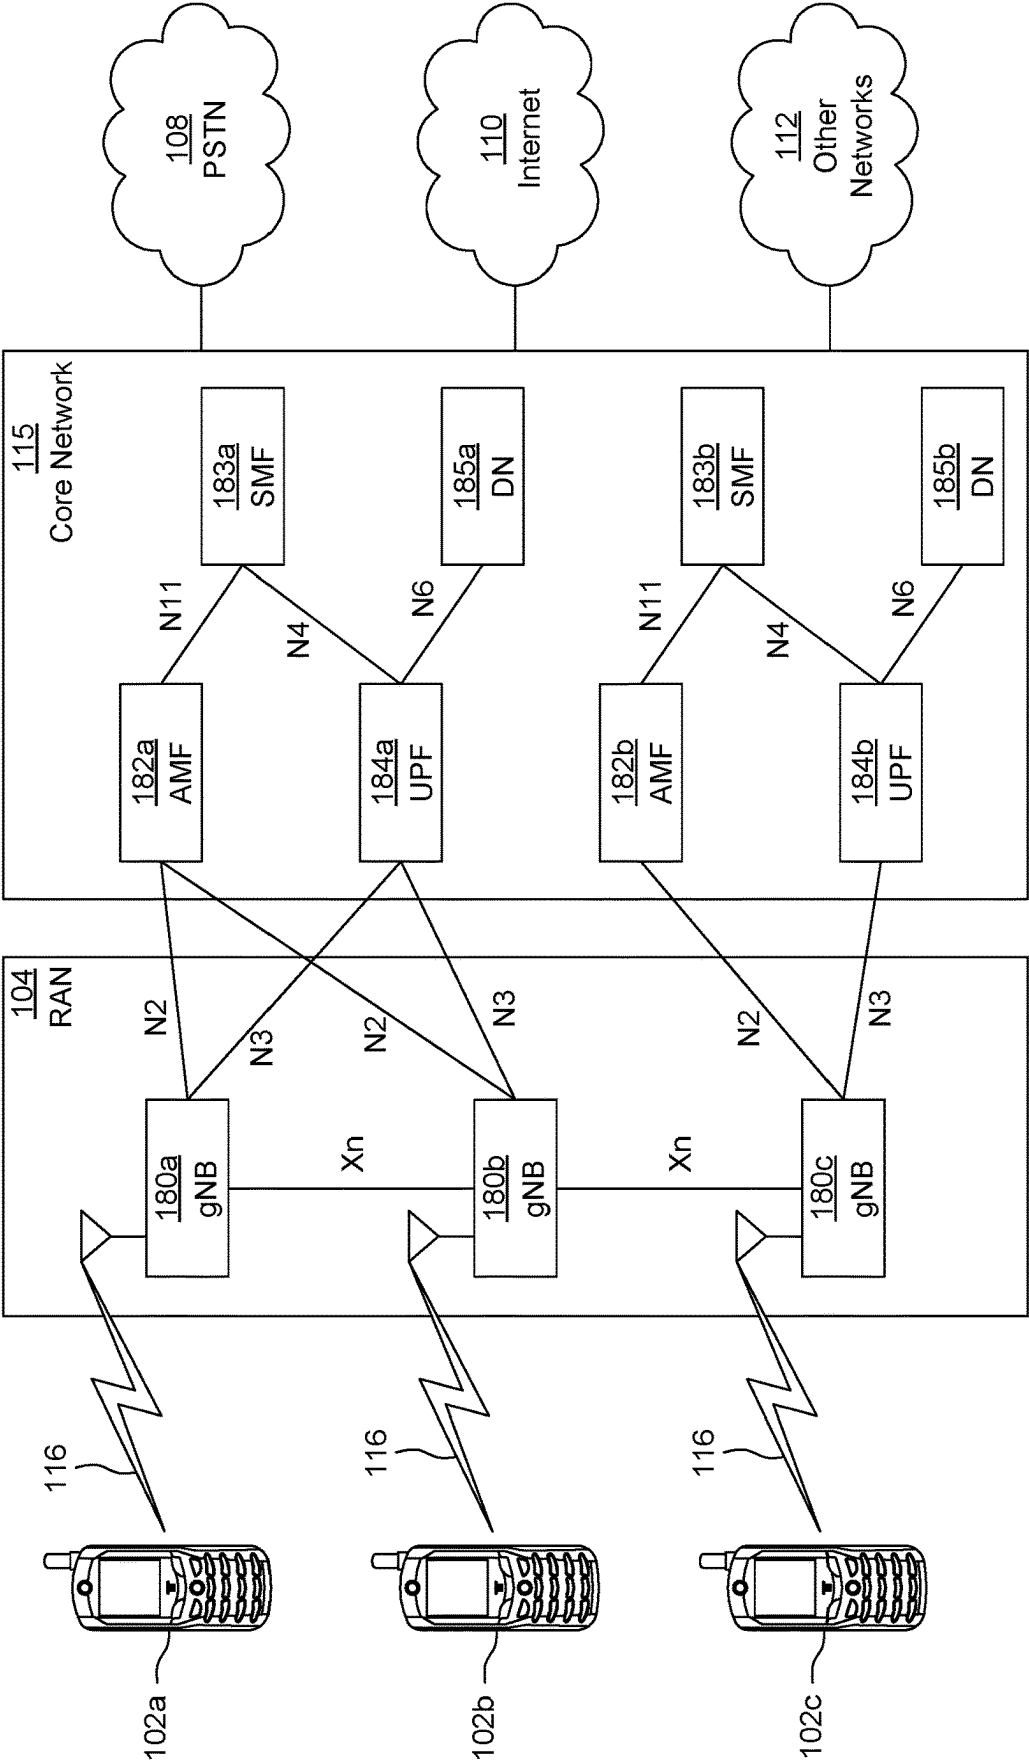 104
RAN
115
Core Network
102a
116
180a
gNB
N2
N3
182a
AMF
N11
183a
SMF
108
PSTN
Xn
N4
102b
116
180b
gNB
N2
N3
184a
UPF
N6
185a
DN
110
Internet
Xn
102c
116
180c
gNB
N2
N3
182b
AMF
N11
183b
SMF
N4
184b
UPF
N6
185b
DN
112
Other
Networks